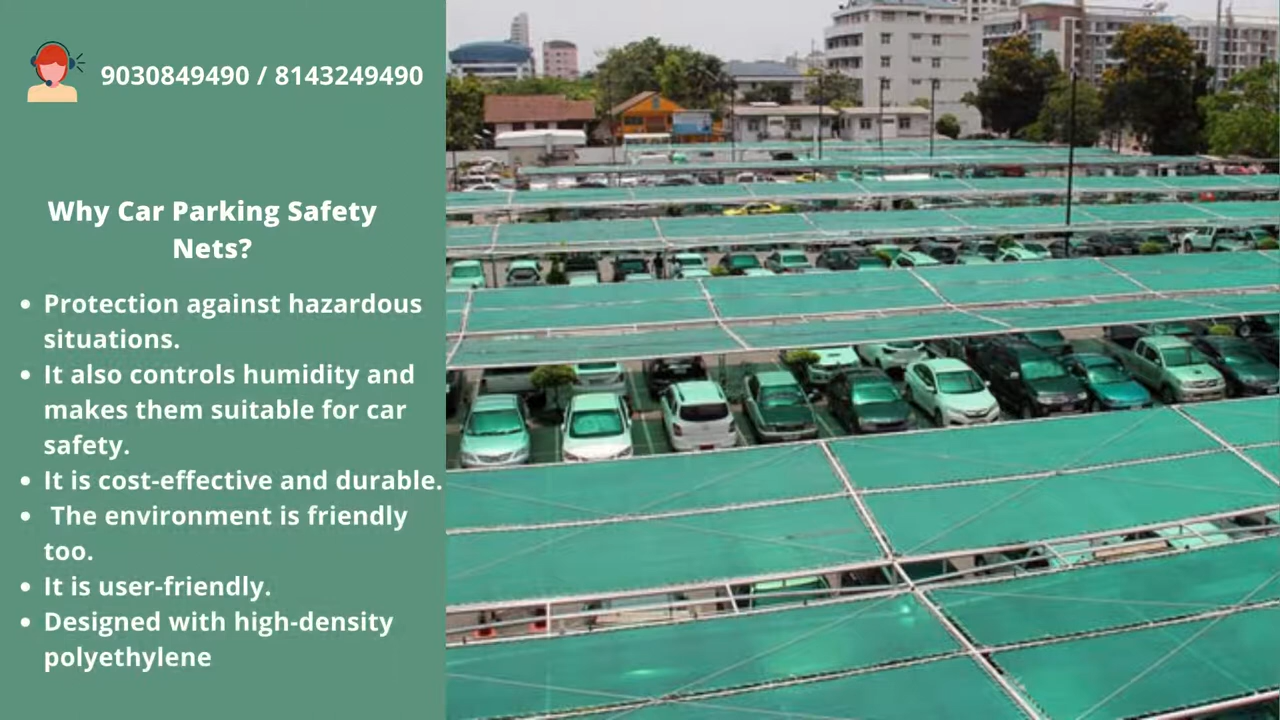 9030849490 / 8143249490
Why Car Parking Safety
Nets?
• Protection against hazardous
situations.
• It also controls humidity and
makes them suitable for car
safety.
• It is cost-effective and durable.
• The environment is friendly
too.
• It is user-friendly.
• Designed with high-density
polyethylene